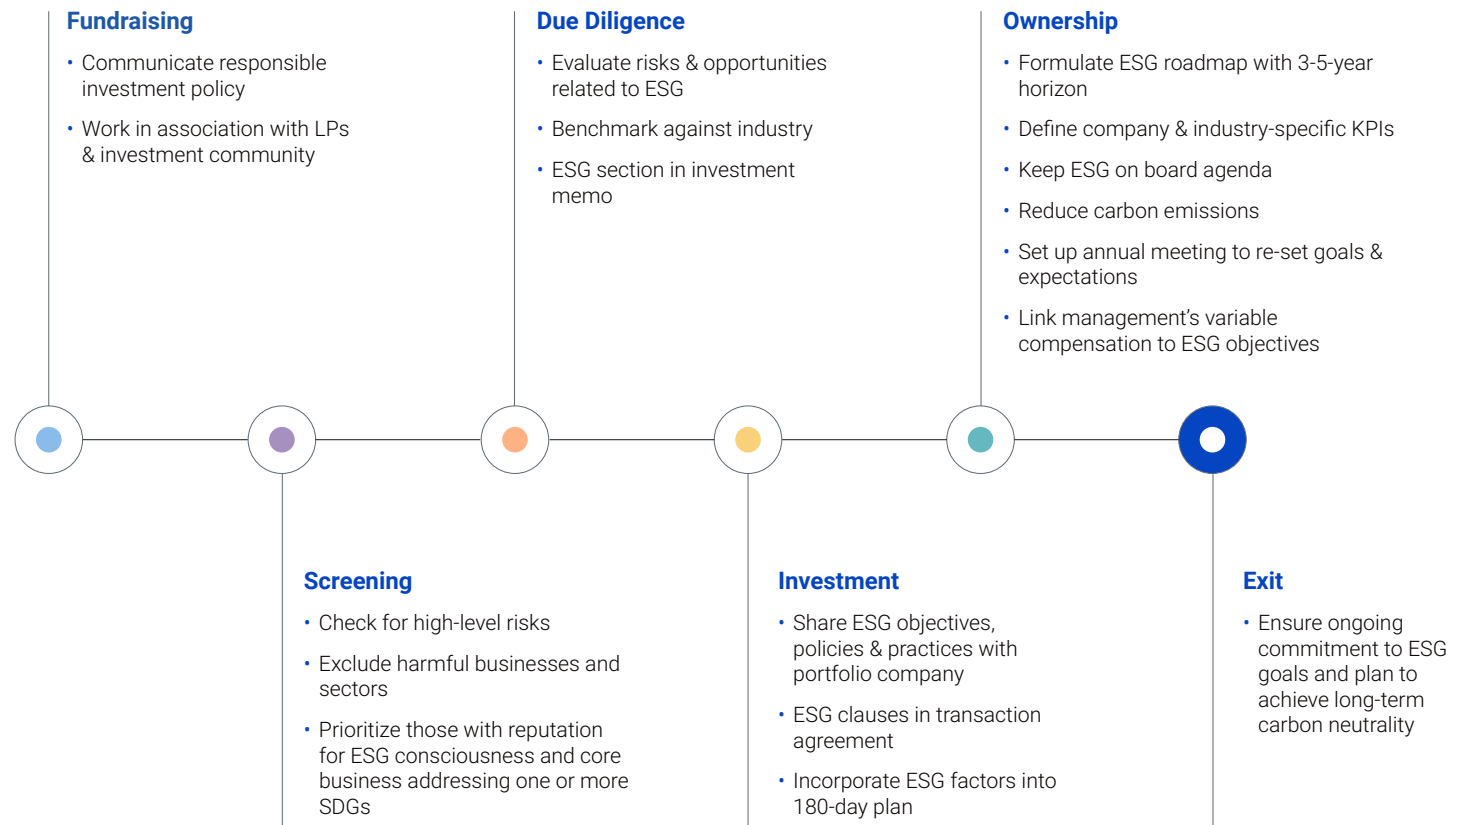 Fundraising
• Communicate responsible
investment policy
• Work in association with LPs
& investment community
Due Diligence
• Evaluate risks & opportunities
related to ESG
• Benchmark against industry
• ESG section in investment
memo
Ownership
• Formulate ESG roadmap with 3-5-year
horizon
• Define company & industry-specific KPIs
• Keep ESG on board agenda
• Reduce carbon emissions
• Set up annual meeting to re-set goals &
expectations
• Link management’s variable
compensation to ESG objectives
Screening
• Check for high-level risks
• Exclude harmful businesses and
sectors
• Prioritize those with reputation
for ESG consciousness and core
business addressing one or more
SDGs
Investment
• Share ESG objectives,
policies & practices with
portfolio company
• ESG clauses in transaction
agreement
• Incorporate ESG factors into
180-day plan
Exit
• Ensure ongoing
commitment to ESG
goals and plan to
achieve long-term
carbon neutrality